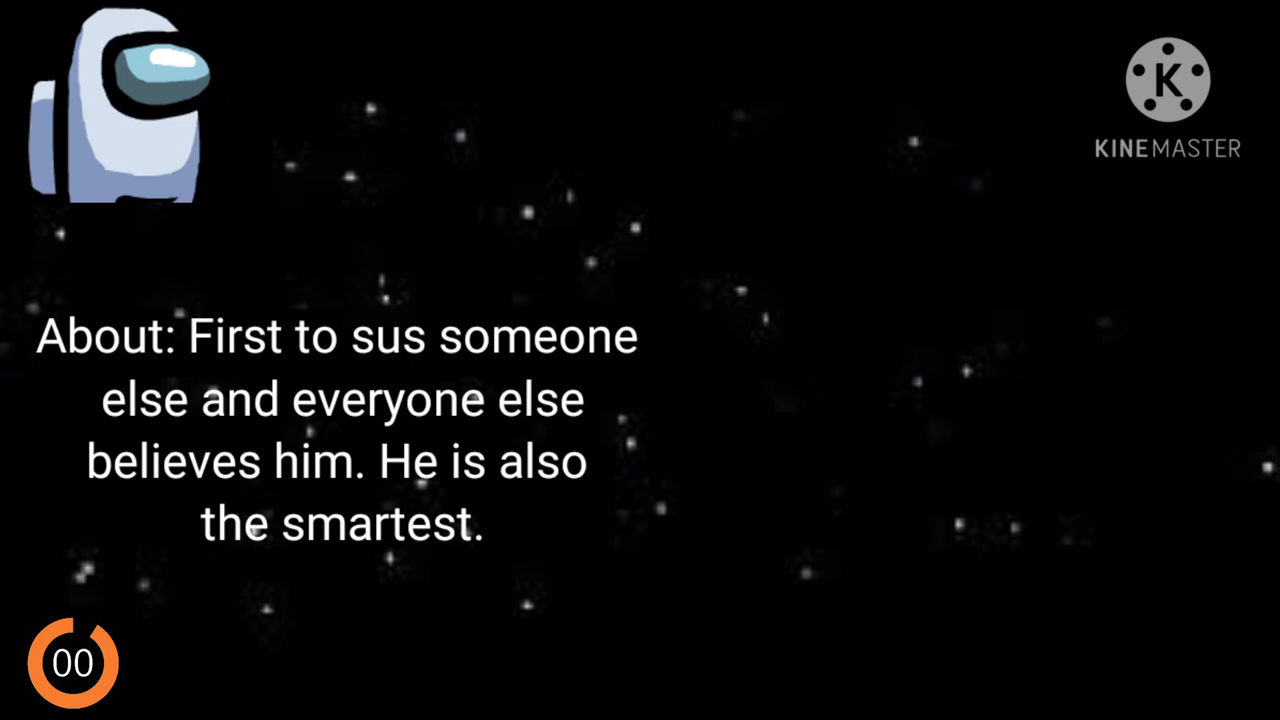 K
KINEMASTER
About: First to sus someone
else and everyone else
believes him. He is also
the smartest.
00